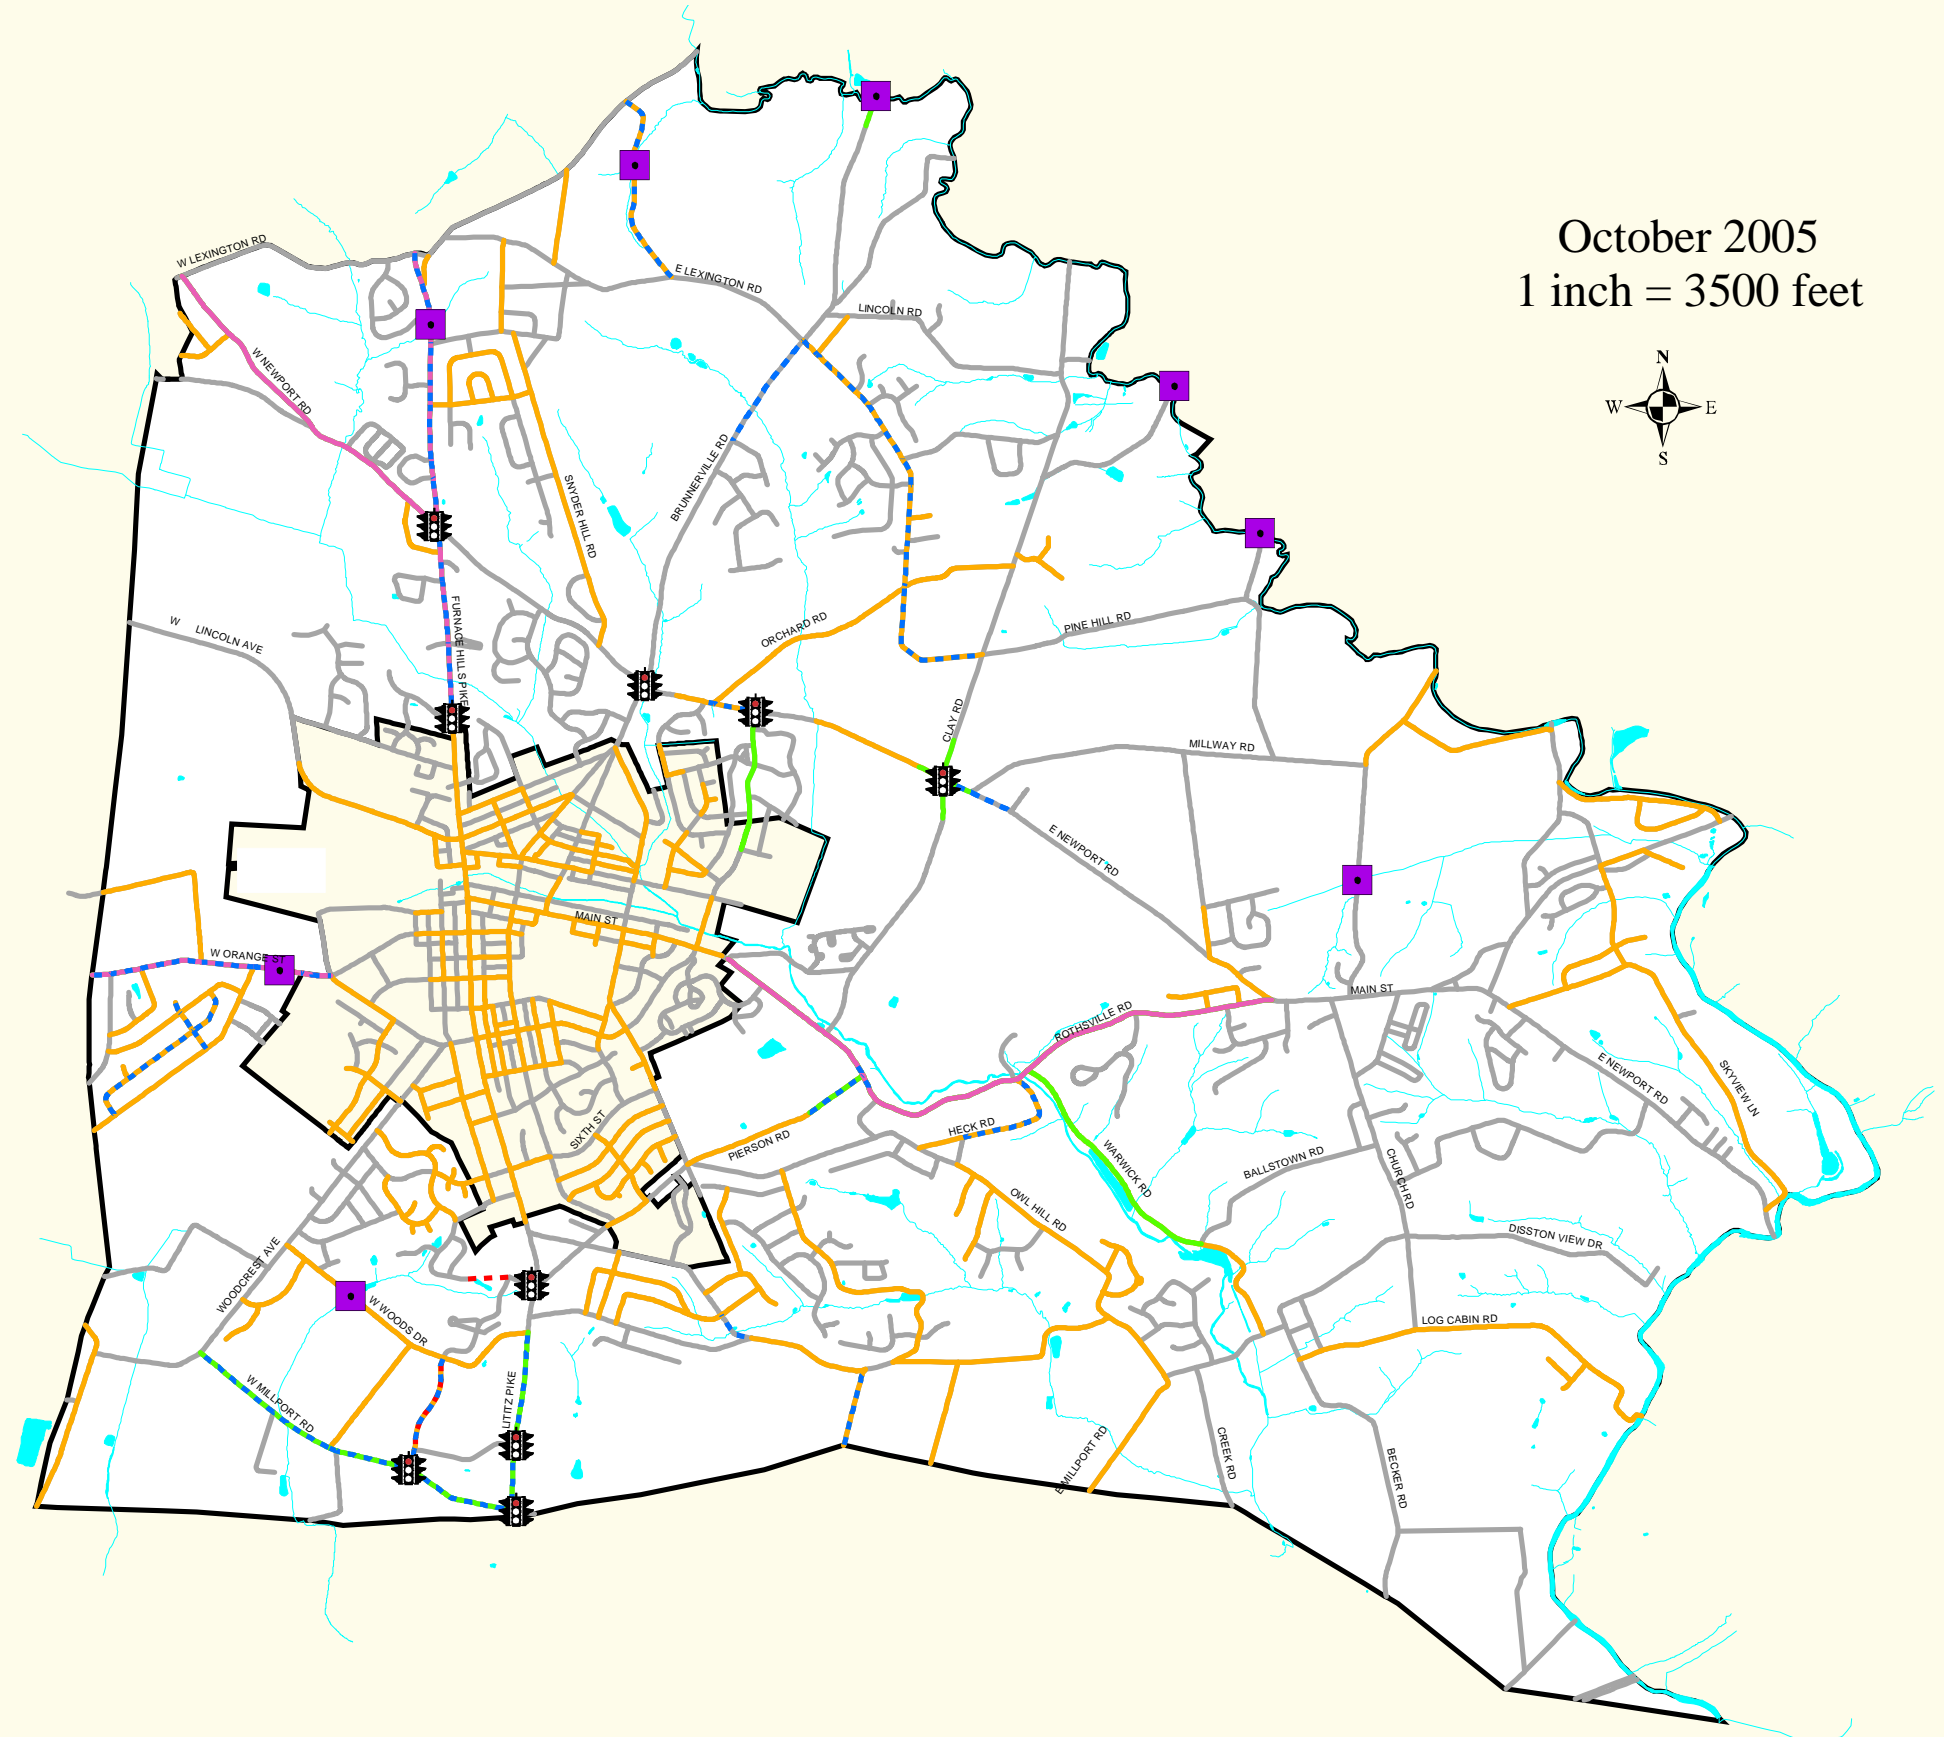 October 2005
1 inch = 3500 feet
N
W
E
S
W LEXINGTON RD
E LEXINGTON RD
LINCOLN RD
W NEWPORT RD
BRUNNERVILLE RD
SNYDER HILL RD
FURNACE HILLS PIKE
W LINCOLN AVE
ORCHARD RD
PINE HILL RD
CLAY RD
MILLWAY RD
E NEWPORT RD
MAIN ST
W ORANGE ST
MAIN ST
ROTHSVILLE RD
E NEWPORT RD
SKYVIEW LN
SIXTH ST
PIERSON RD
HECK RD
WARWICK RD
BALLSTOWN RD
CHURCH RD
OWL HILL RD
DISSTON VIEW DR
WOODCREST AVE
W WOODS DR
LOG CABIN RD
W MILLPORT RD
LITITZ PIKE
E MILLPORT RD
CREEK RD
BECKER RD